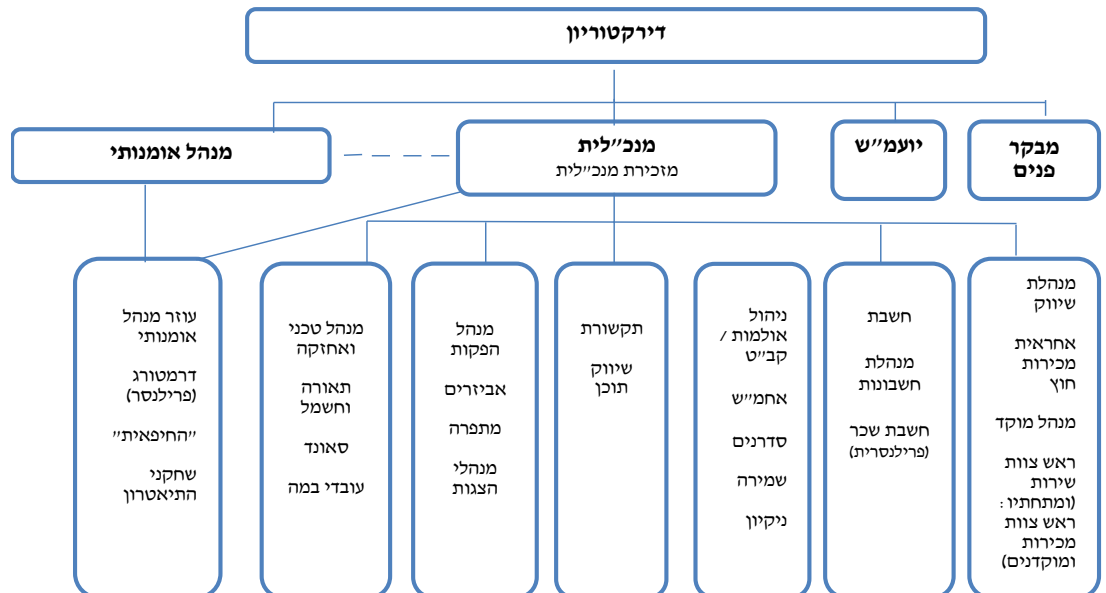 דירקטוריון
מבקר
פנים
יועמ״ש
מנכ״לית
מזכירת מנכ״לית
מנהל אומנותי
מנהלת
שיווק
אחראית
מכירות
חוץ
מנהל מוקד
ראש צוות
שירות
(ומתחתיו:
ראש צוות
מכירות
ומוקדנים)
חשבת
מנהלת
חשבונות
חשבת שכר
(פרילנסרית)
ניהול
אולמות /
קב״ט
אחמ״ש
סדרנים
שמירה
ניקיון
תקשורת
שיווק
תוכן
מנהל
הפקות
אביזרים
מתפרה
מנהלי
הצגות
מנהל טכני
ואחזקה
תאורה
וחשמל
סאונד
עובדי במה
עוזר מנהל
אומנותי
דרמטורג
(פרילנסר)
״החיפאית״
שחקני
התיאטרון